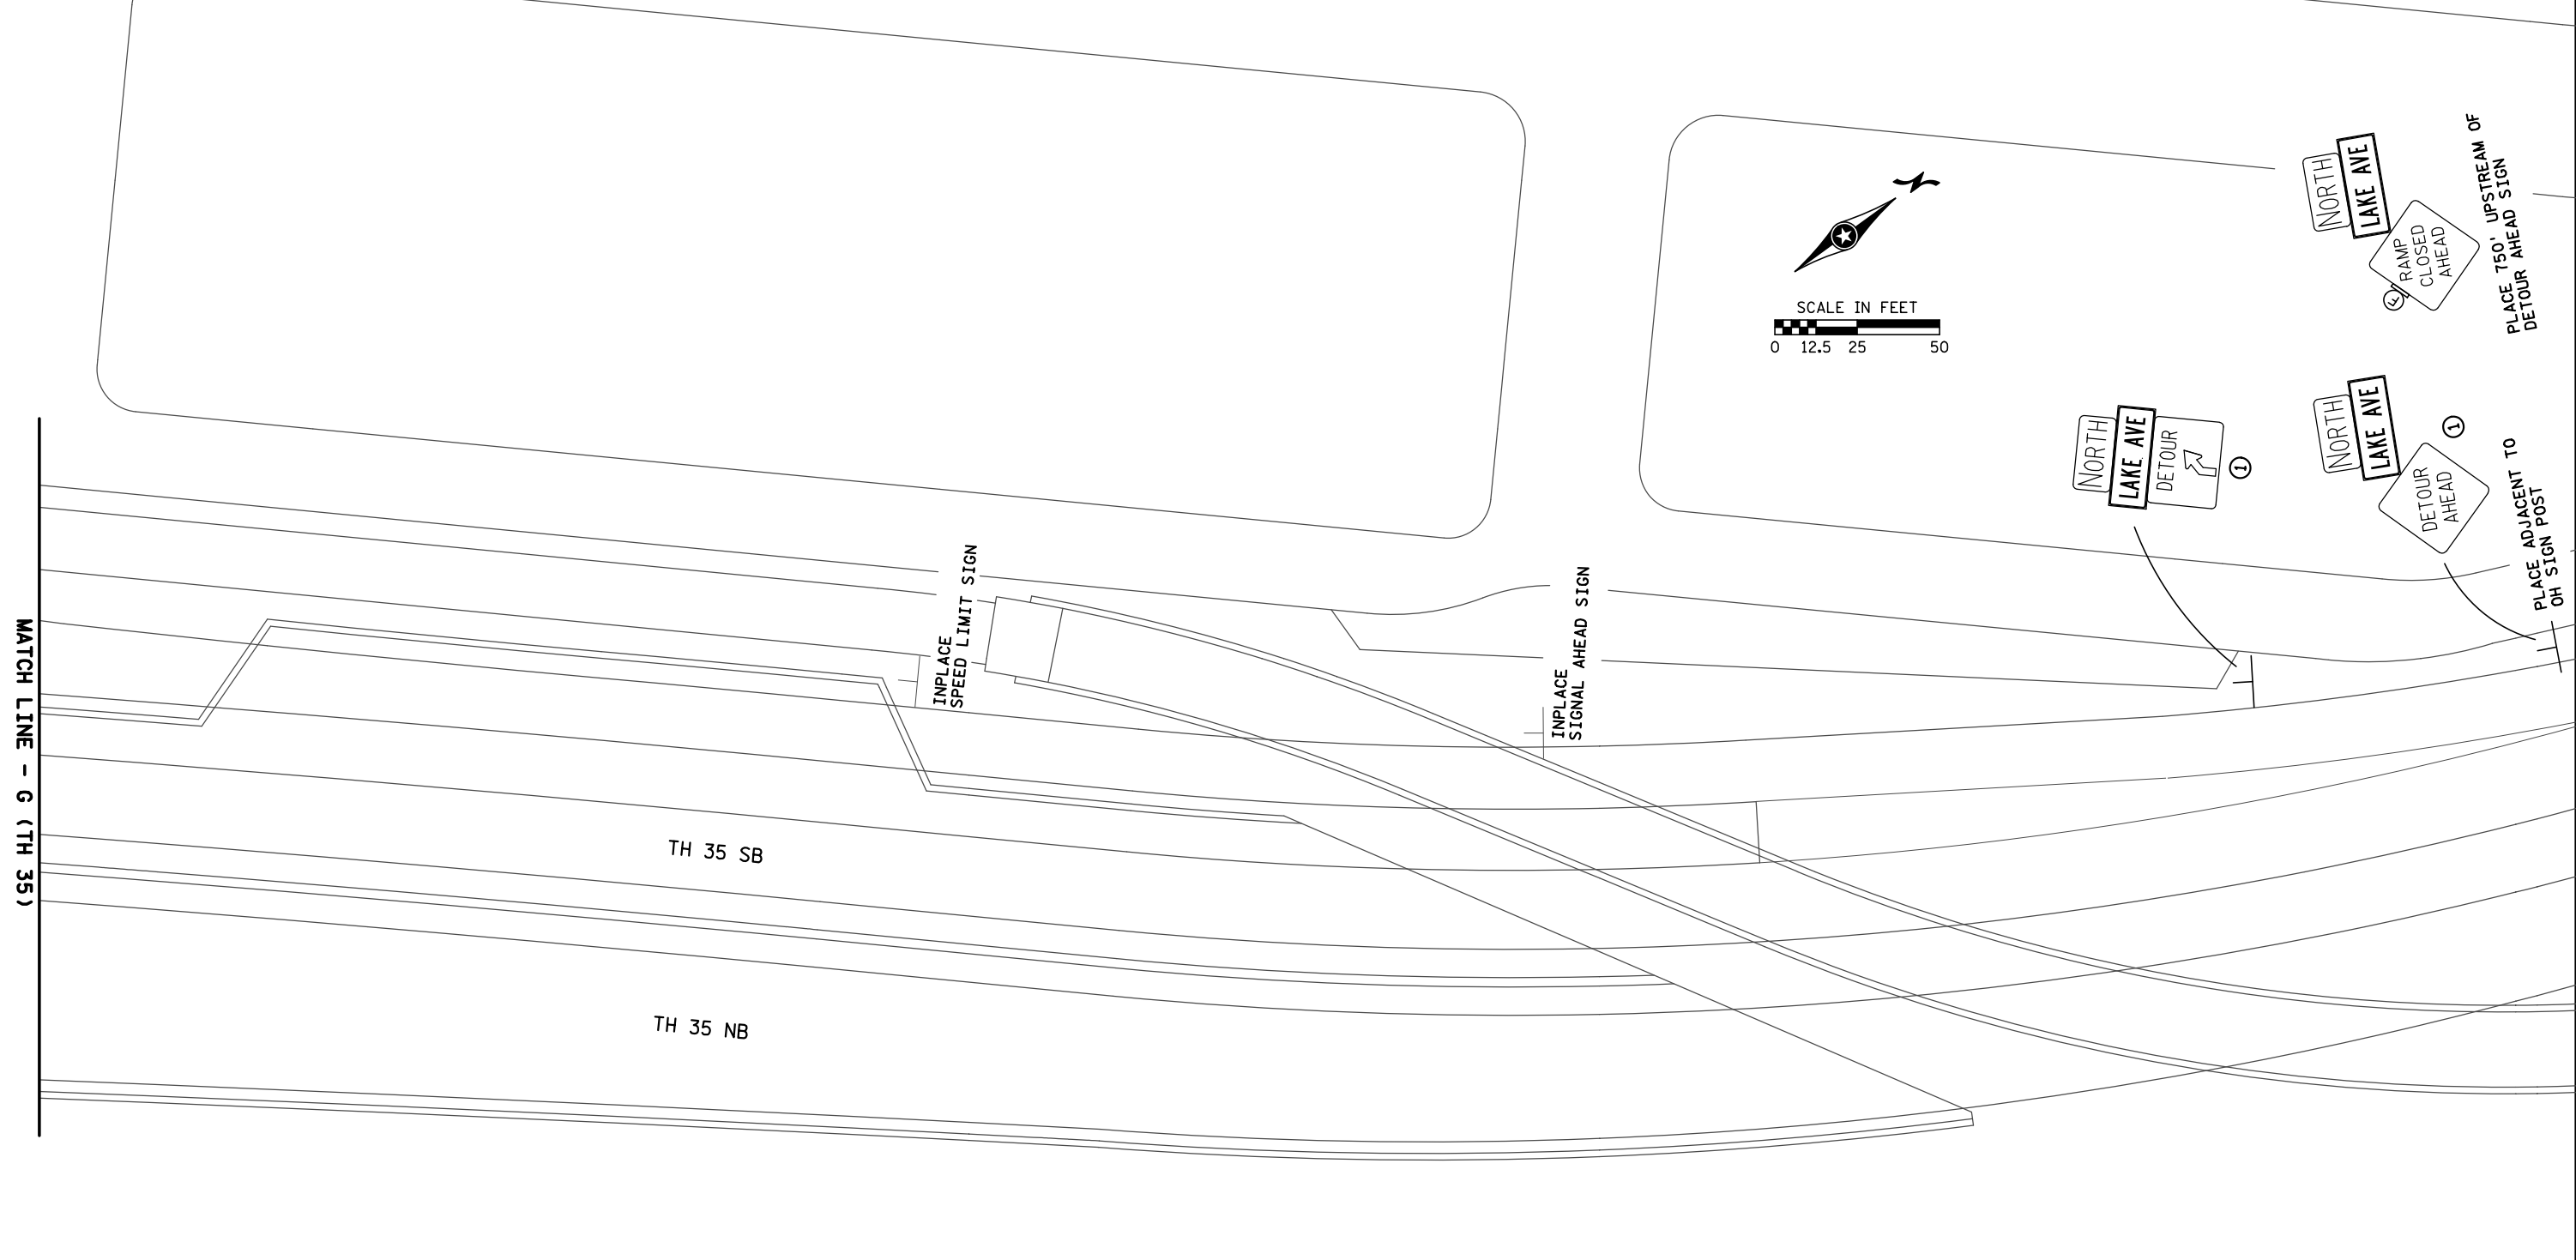 MATCH LINE - G (TH 35)
TH 35 SB
TH 35 NB
INPLACE
SPEED LIMIT SIGN
INPLACE
SIGNAL AHEAD SIGN
SCALE IN FEET
0 12.5 25 50
NORTH
LAKE AVE
DETOUR
1
NORTH
LAKE AVE
RAMP
CLOSED
AHEAD
F
PLACE 750' UPSTREAM OF
DETOUR AHEAD SIGN
NORTH
LAKE AVE
DETOUR
AHEAD
1
PLACE ADJACENT TO
OH SIGN POST